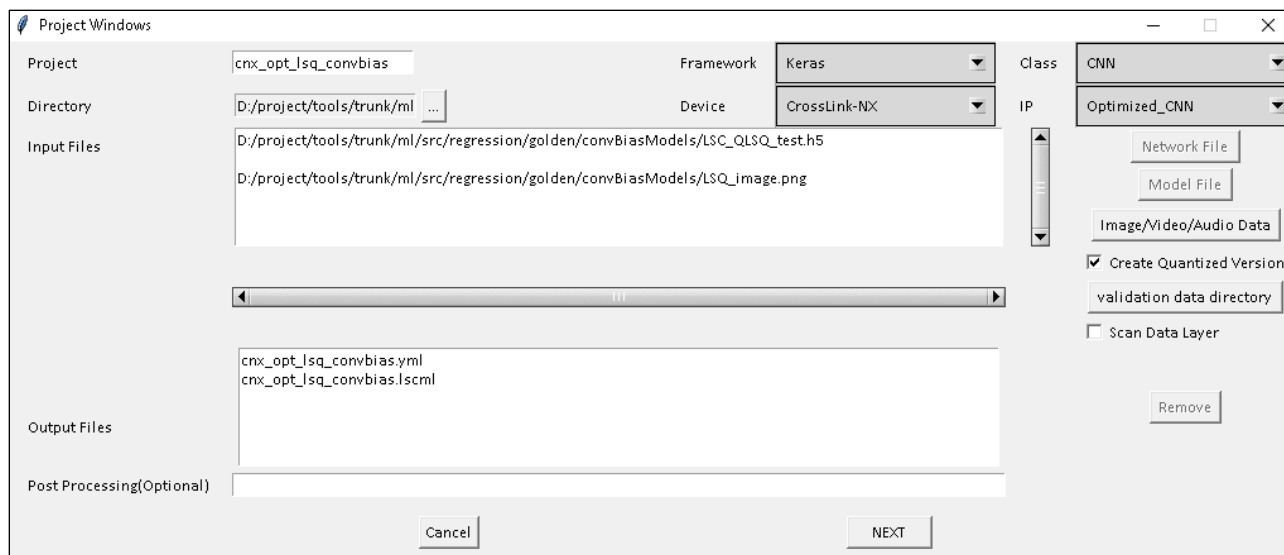 Project Windows
Project cnx_opt_lsq_convbias Framework Keras Class CNN
Directory D:/project/tools/trunk/ml ... Device CrossLink-NX IP Optimized_CNN
Input Files
D:/project/tools/trunk/ml/src/regression/golden/convBiasModels/LSC_QLSQ_test.h5
D:/project/tools/trunk/ml/src/regression/golden/convBiasModels/LSQ_image.png
Network File
Model File
Image/Video/Audio Data
Create Quantized Version
validation data directory
Scan Data Layer
cnx_opt_lsq_convbias.yml
cnx_opt_lsq_convbias.lscml
Remove
Output Files
Post Processing(Optional)
Cancel NEXT